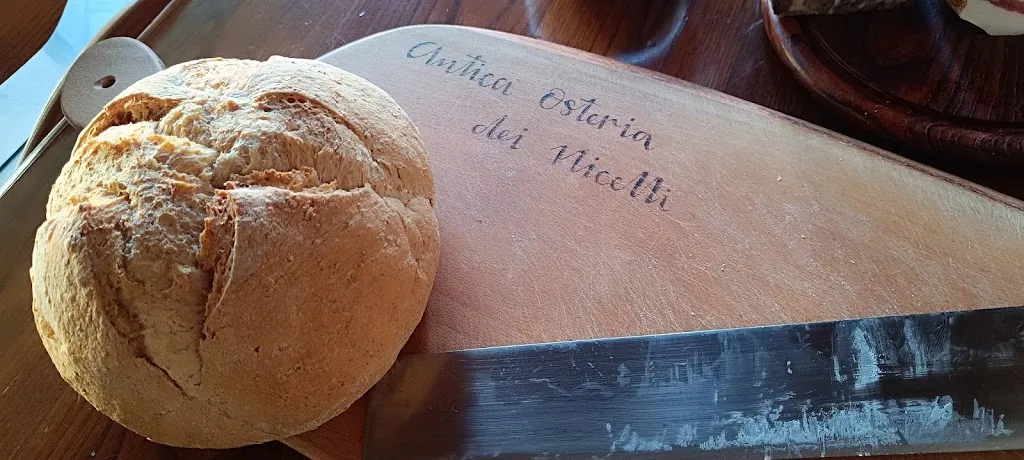 Antica Osteria
dei Nicelli